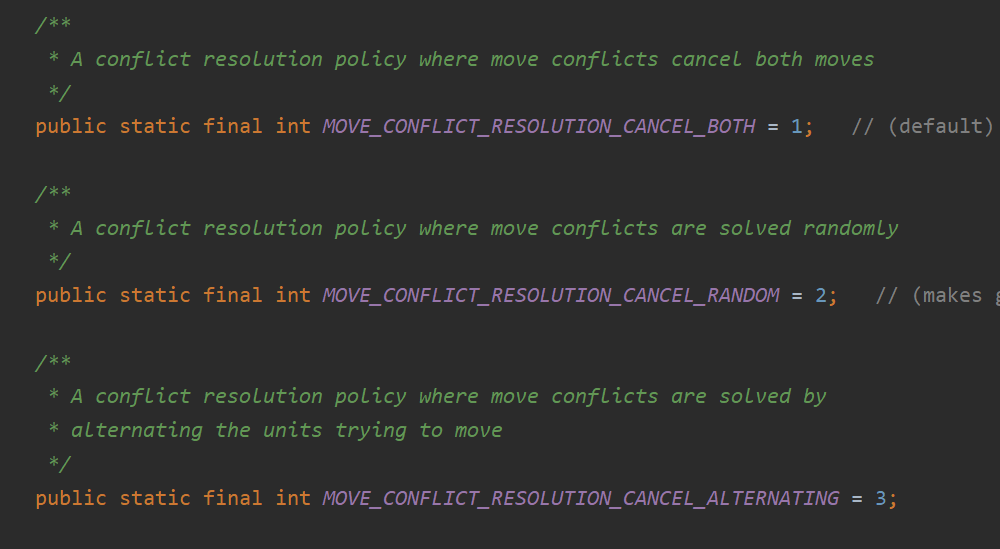 /**
* A conflict resolution policy where move conflicts cancel both moves
*/
public static final int MOVE_CONFLICT_RESOLUTION_CANCEL_BOTH = 1;   // (default)
/**
* A conflict resolution policy where move conflicts are solved randomly
*/
public static final int MOVE_CONFLICT_RESOLUTION_CANCEL_RANDOM = 2;   // (makes
/**
* A conflict resolution policy where move conflicts are solved by
* alternating the units trying to move
*/
public static final int MOVE_CONFLICT_RESOLUTION_CANCEL_ALTERNATING = 3;